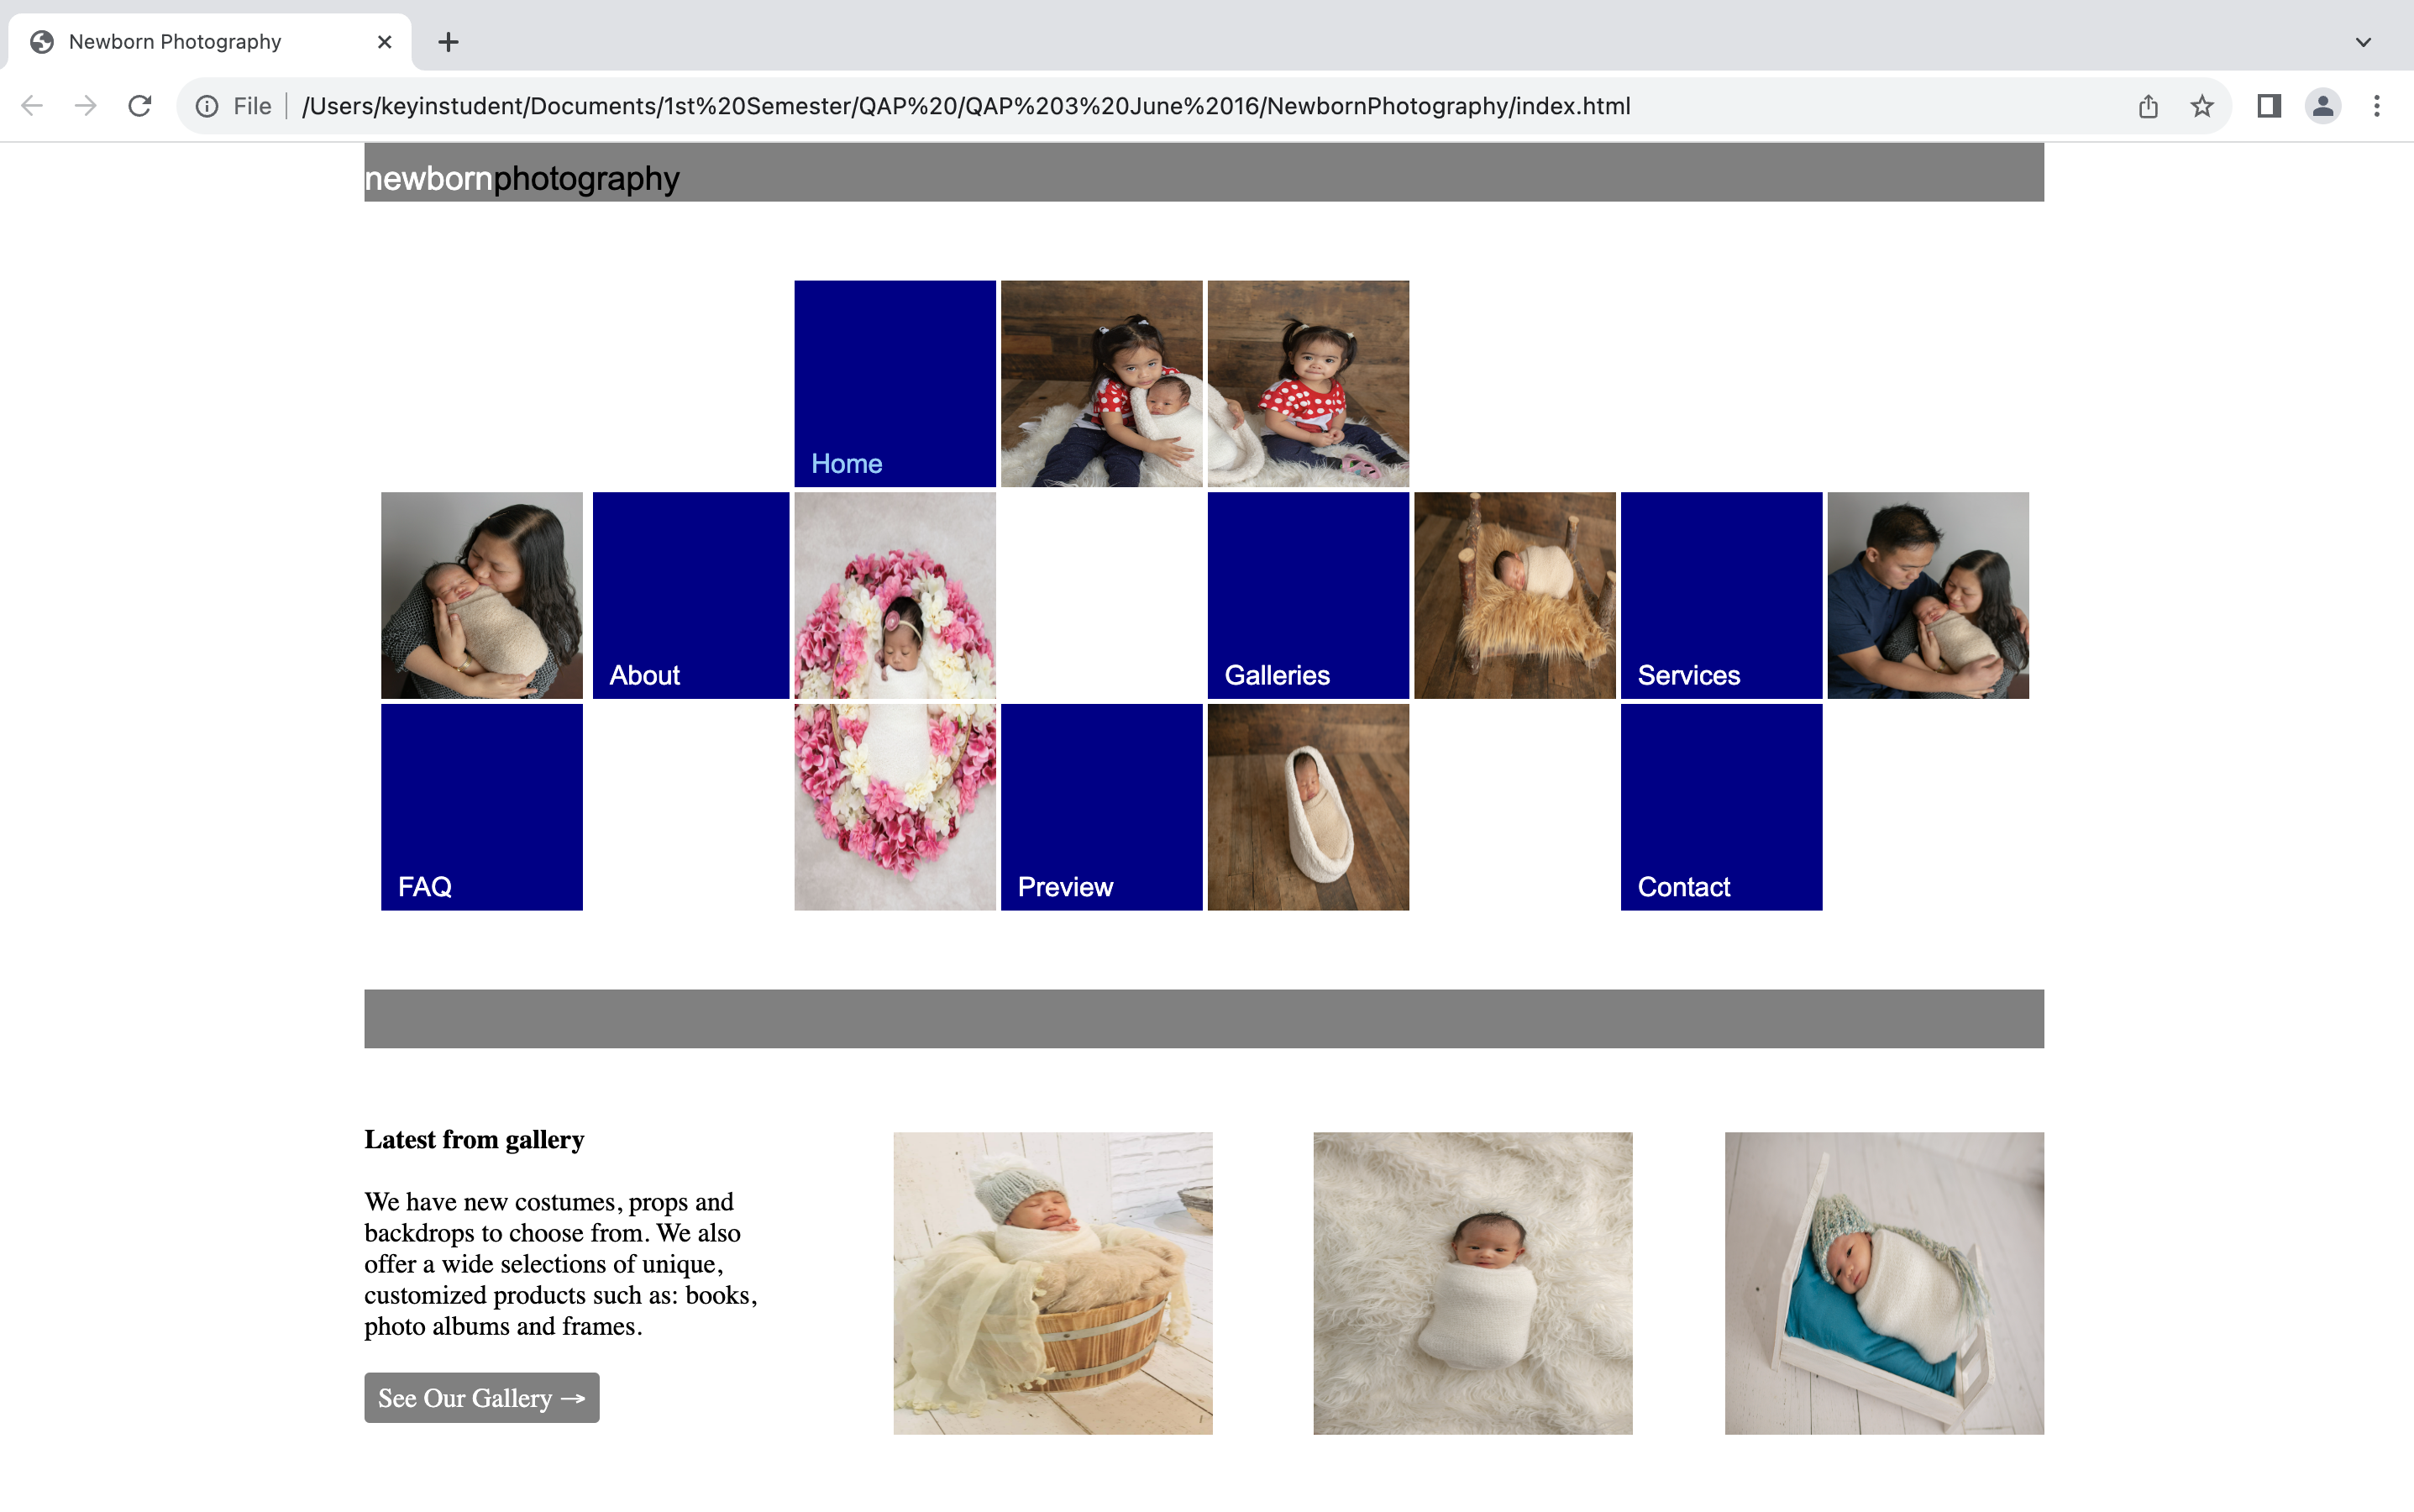 Newborn Photography
File /Users/keyinstudent/Documents/1st%20Semester/QAP%20/QAP%203%20June%2016/NewbornPhotography/index.html
newbornphotography
Home
About
Galleries
Services
FAQ
Preview
Contact
Latest from gallery
We have new costumes, props and
backdrops to choose from. We also
offer a wide selections of unique,
customized products such as: books,
photo albums and frames.
See Our Gallery →